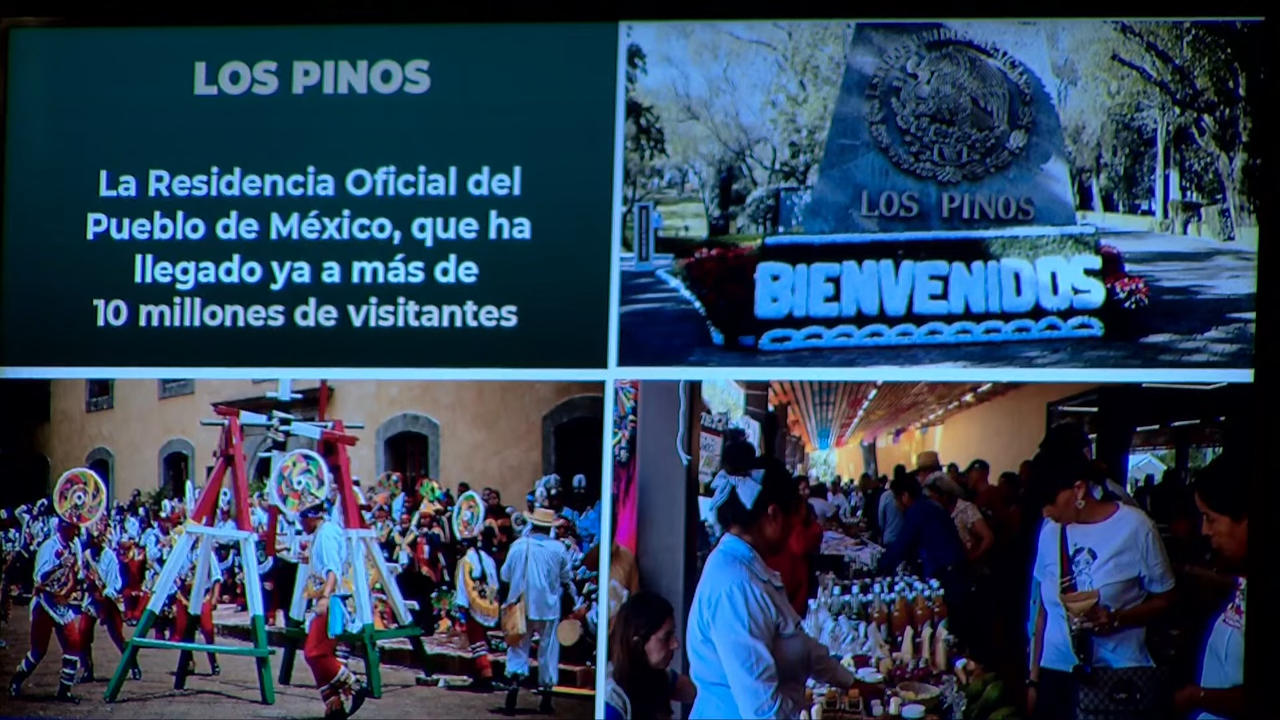 LOS PINOS
La Residencia Oficial del
Pueblo de México, que ha
llegado ya a más de
10 millones de visitantes
LOS PINOS
BIENVENIDOS